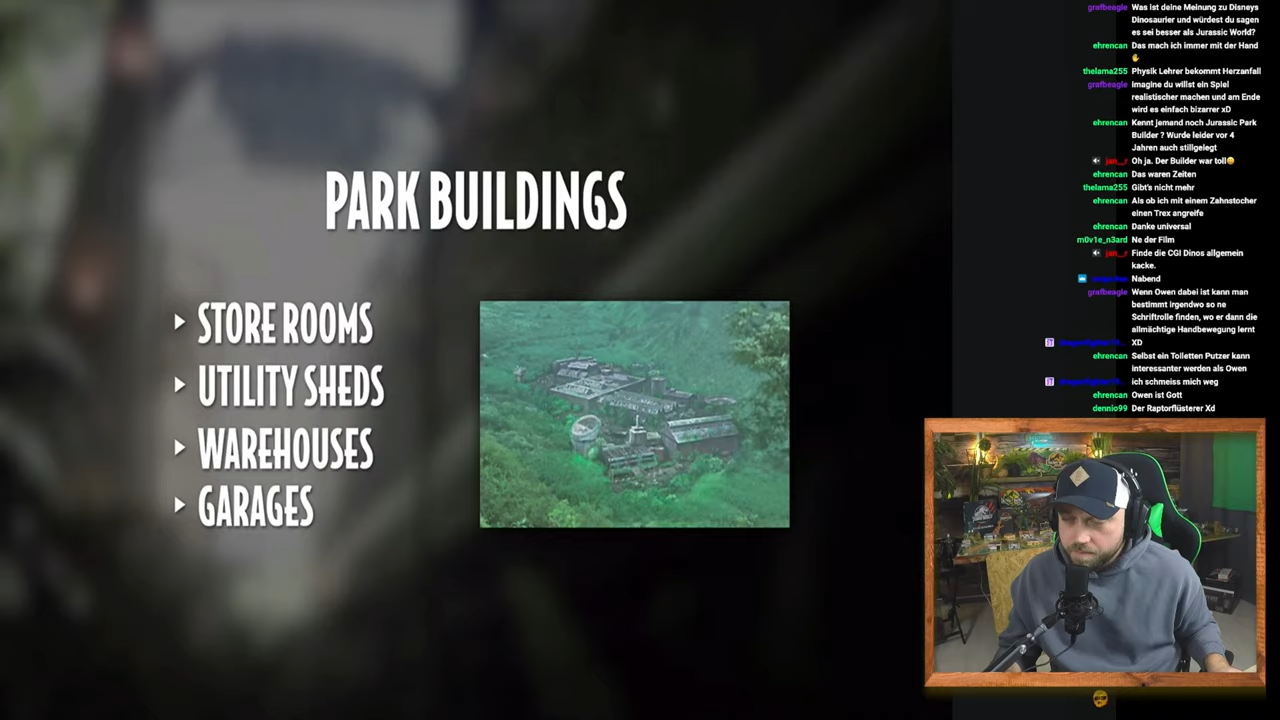 PARK BUILDINGS
STORE ROOMS
UTILITY SHEDS
WAREHOUSES
GARAGES
grafbeagle Was ist deine Meinung zu Disneys
Dinosaurier und würdest du sagen
es sei besser als Jurassic World?
ehrencan Das mach ich immer mit der Hand
✋
thelama255 Physik Lehrer bekommt Herzanfall
grafbeagle Imagine du willst ein Spiel
realistischer machen und am Ende
wird es einfach bizarrer xD
ehrencan Kennt jemand noch Jurassic Park
Builder ? Wurde leider vor 4
Jahren auch stillgelegt
jan__r Oh ja. Der Builder war toll😄
ehrencan Das waren Zeiten
thelama255 Gibt's nicht mehr
ehrencan Als ob ich mit einem Zahnstocher
einen Trex angreife
ehrencan Danke universal
m0v1e_n3ard Ne der Film
jan__r Finde die CGI Dinos allgemein
kacke.
Nabend
grafbeagle Wenn Owen dabei ist kann man
bestimmt irgendwo so ne
Schriftrolle finden, wo er dann die
allmächtige Handbewegung lernt
XD
ehrencan Selbst ein Toiletten Putzer kann
interessanter werden als Owen
ich schmeiss mich weg
ehrencan Owen ist Gott
dennio99 Der Raptorflüsterer Xd